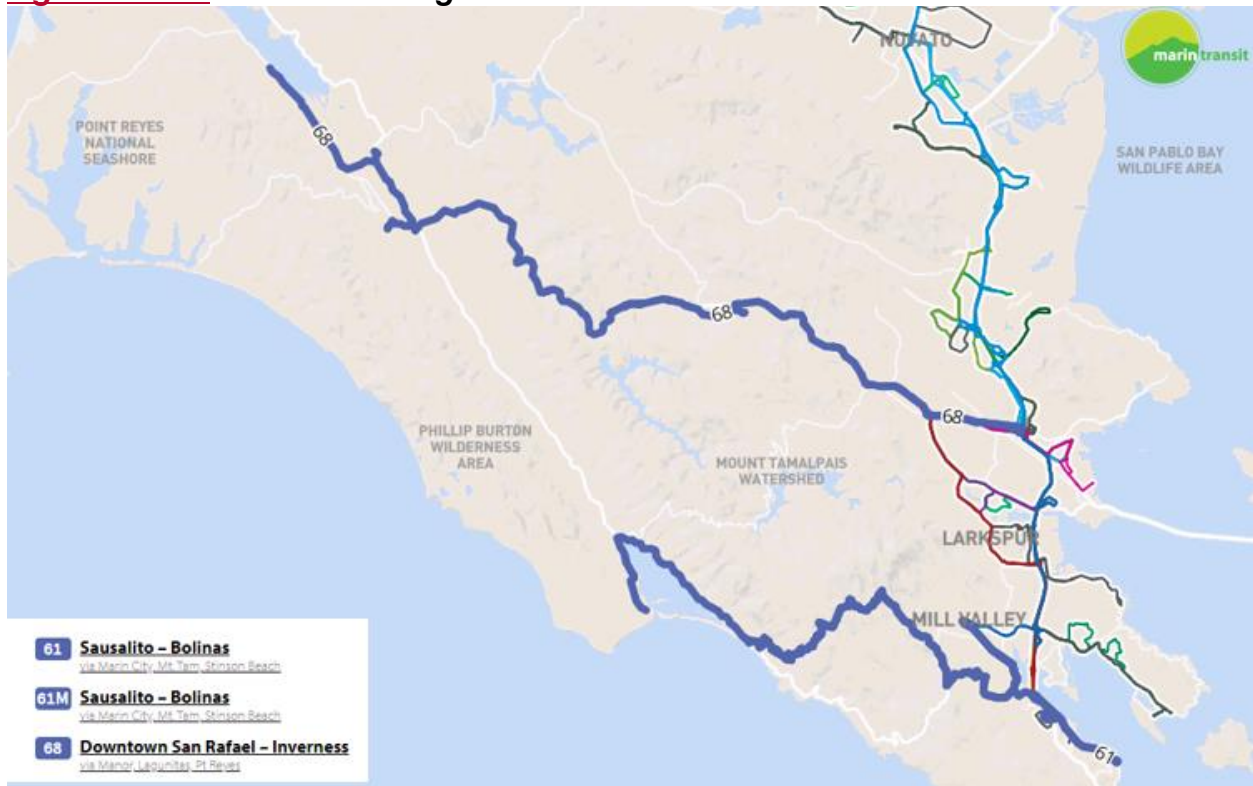 NOVATO
marintransit
POINT REYES
NATIONAL
SEASHORE
68
SAN PABLO BAY
WILDLIFE AREA
68
68
PHILLIP BURTON
WILDERNESS
AREA
MOUNT TAMALPAIS
WATERSHED
LARKSPUR
MILL VALLEY
61
61 Sausalito – Bolinas
via Marin City, Mt Tam, Stinson Beach
61M Sausalito – Bolinas
via Marin City, Mt Tam, Stinson Beach
68 Downtown San Rafael – Inverness
via Manor, Lagunitas, Pt Reyes